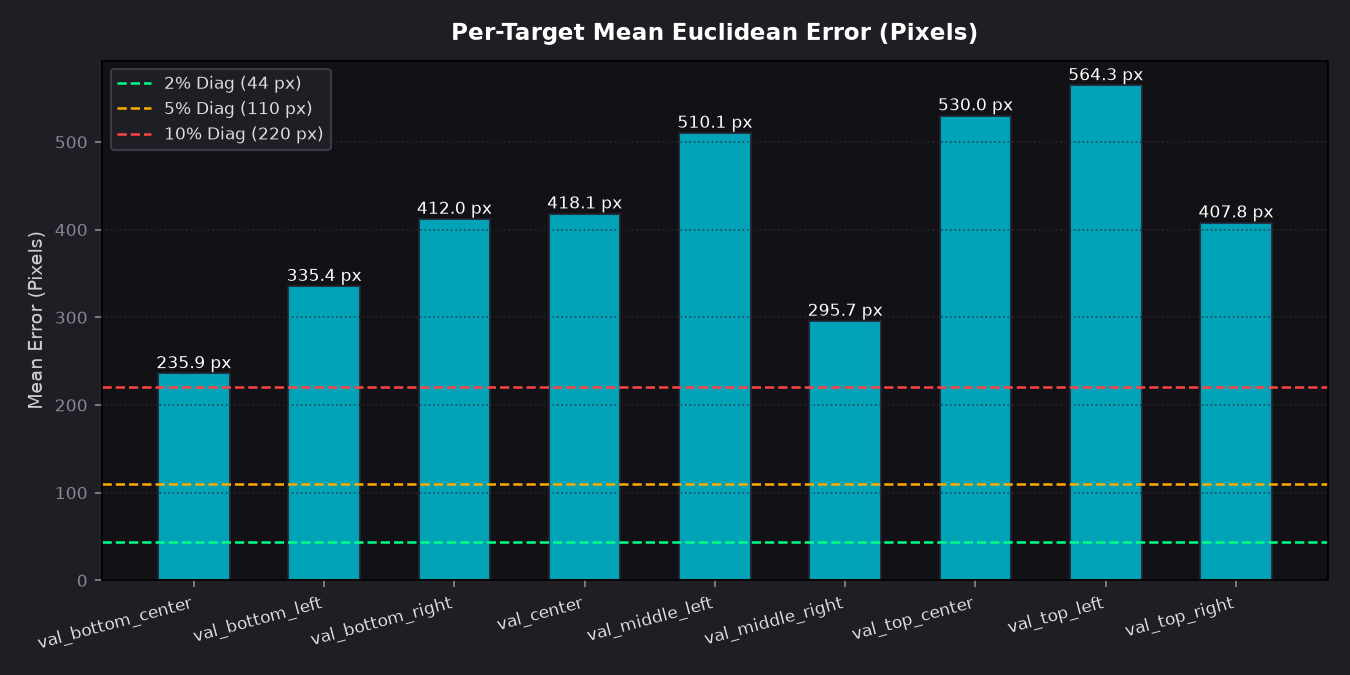 Per-Target Mean Euclidean Error (Pixels)
2% Diag (44 px)
5% Diag (110 px)
10% Diag (220 px)
Mean Error (Pixels)
500
400
300
200
100
0
235.9 px
335.4 px
412.0 px
418.1 px
510.1 px
295.7 px
530.0 px
564.3 px
407.8 px
val_bottom_center
val_bottom_left
val_bottom_right
val_center
val_middle_left
val_middle_right
val_top_center
val_top_left
val_top_right